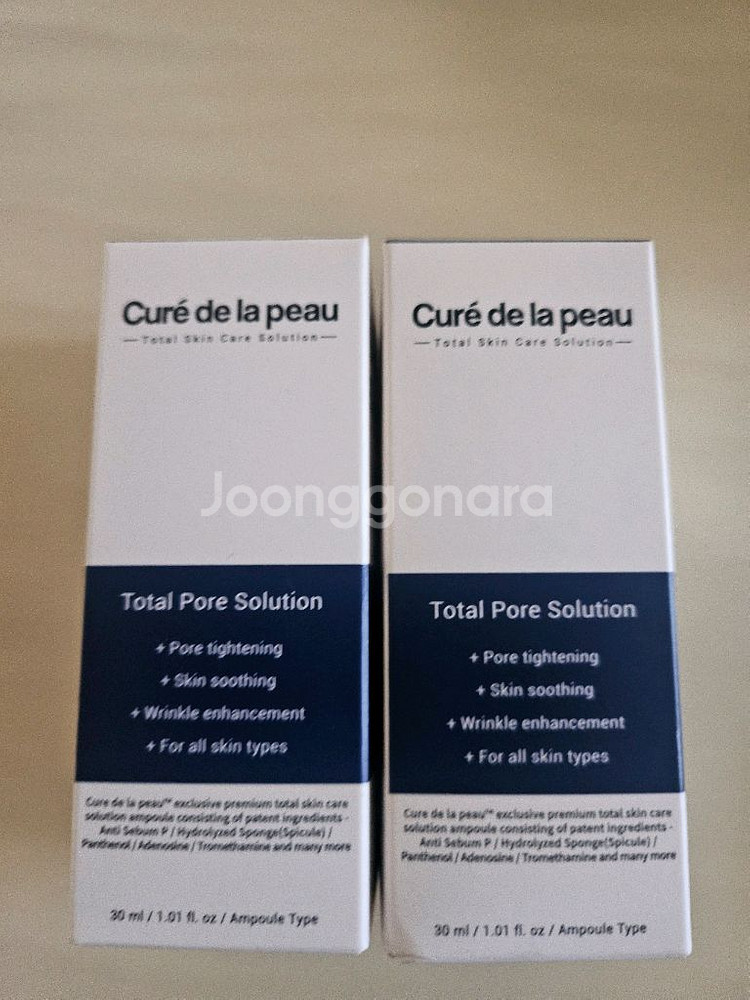 Curé de la peau
Total Skin Care Solution
Total Pore Solution
+ Pore tightening
+ Skin soothing
+ Wrinkle enhancement
+ For all skin types
Cure de la peau™ exclusive premium total skin care
solution ampoule consisting of patent ingredients -
Anti Sebum P / Hydrolyzed Sponge(Spicule) /
Panthenol / Adenosine / Tromethamine and many more
30 ml / 1.01 fl. oz / Ampoule Type
Curé de la peau
Total Skin Care Solution
Total Pore Solution
+ Pore tightening
+ Skin soothing
+ Wrinkle enhancement
+ For all skin types
Cure de la peau™ exclusive premium total skin care
solution ampoule consisting of patent ingredients -
Anti Sebum P / Hydrolyzed Sponge(Spicule) /
Panthenol / Adenosine / Tromethamine and many more
30 ml / 1.01 fl. oz / Ampoule Type
Joonggonara